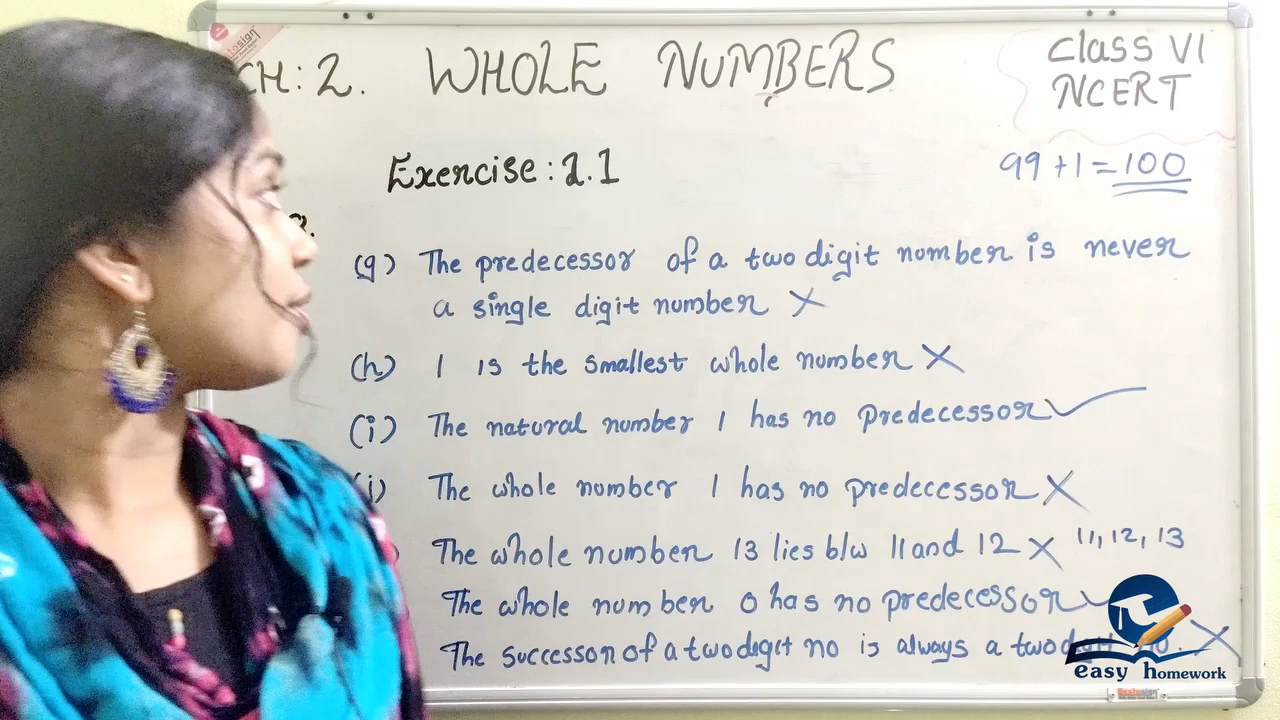 CH: 2. WHOLE NUMBERS
Class VI
NCERT
Exercise: 2.1
99 + 1 = 100
(g) The predecessor of a two digit number is never
a single digit number ×
(h) 1 is the smallest whole number ×
(i) The natural number 1 has no predecessor ✓
(j) The whole number 1 has no predecessor ×
The whole number 13 lies b/w 11 and 12 × 11, 12, 13
The whole number 0 has no predecessor ✓
The successor of a two digit no is always a two digit no. ×
easy homework